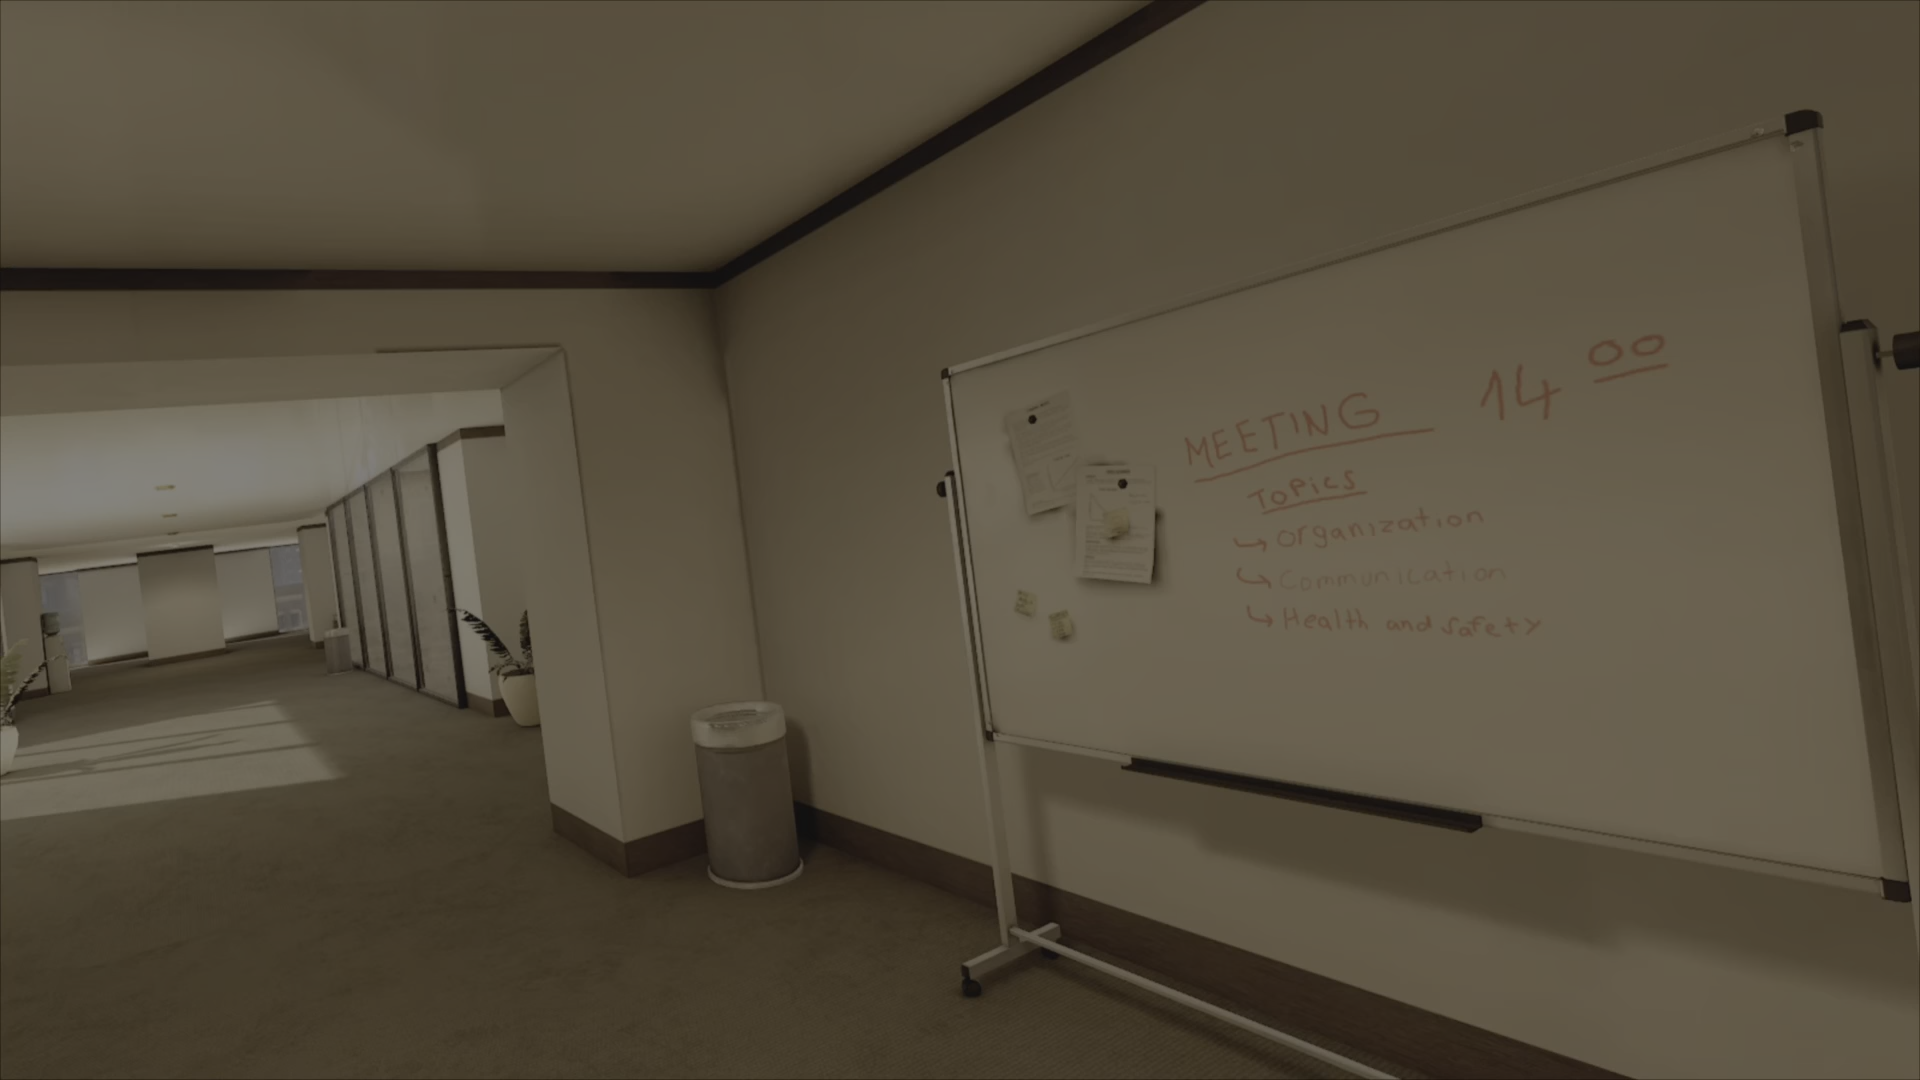 MEETING 14 00
TOPiCS
organization
Communication
Health and safety